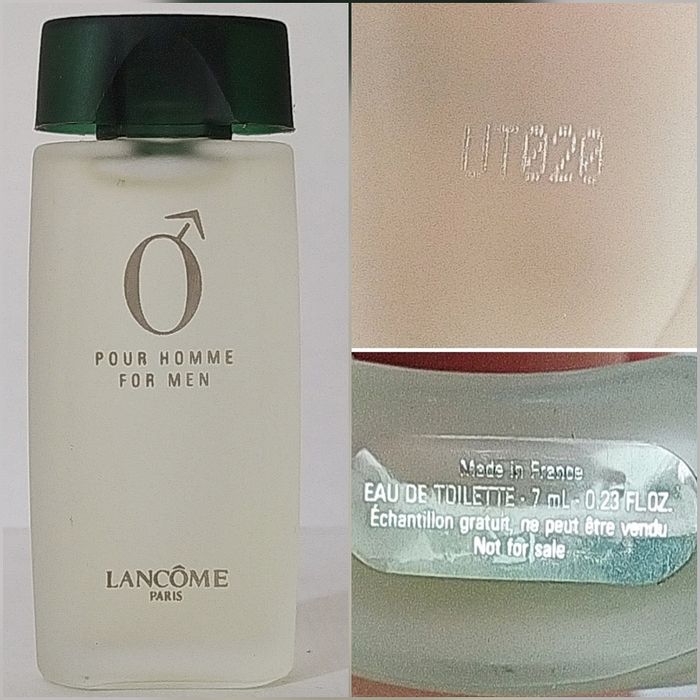 O
POUR HOMME
FOR MEN
LANCÔME
PARIS
UT020
Made in France
EAU DE TOILETTE - 7 mL - 0.23 FL.OZ.
Échantillon gratuit, ne peut être vendu
Not for sale